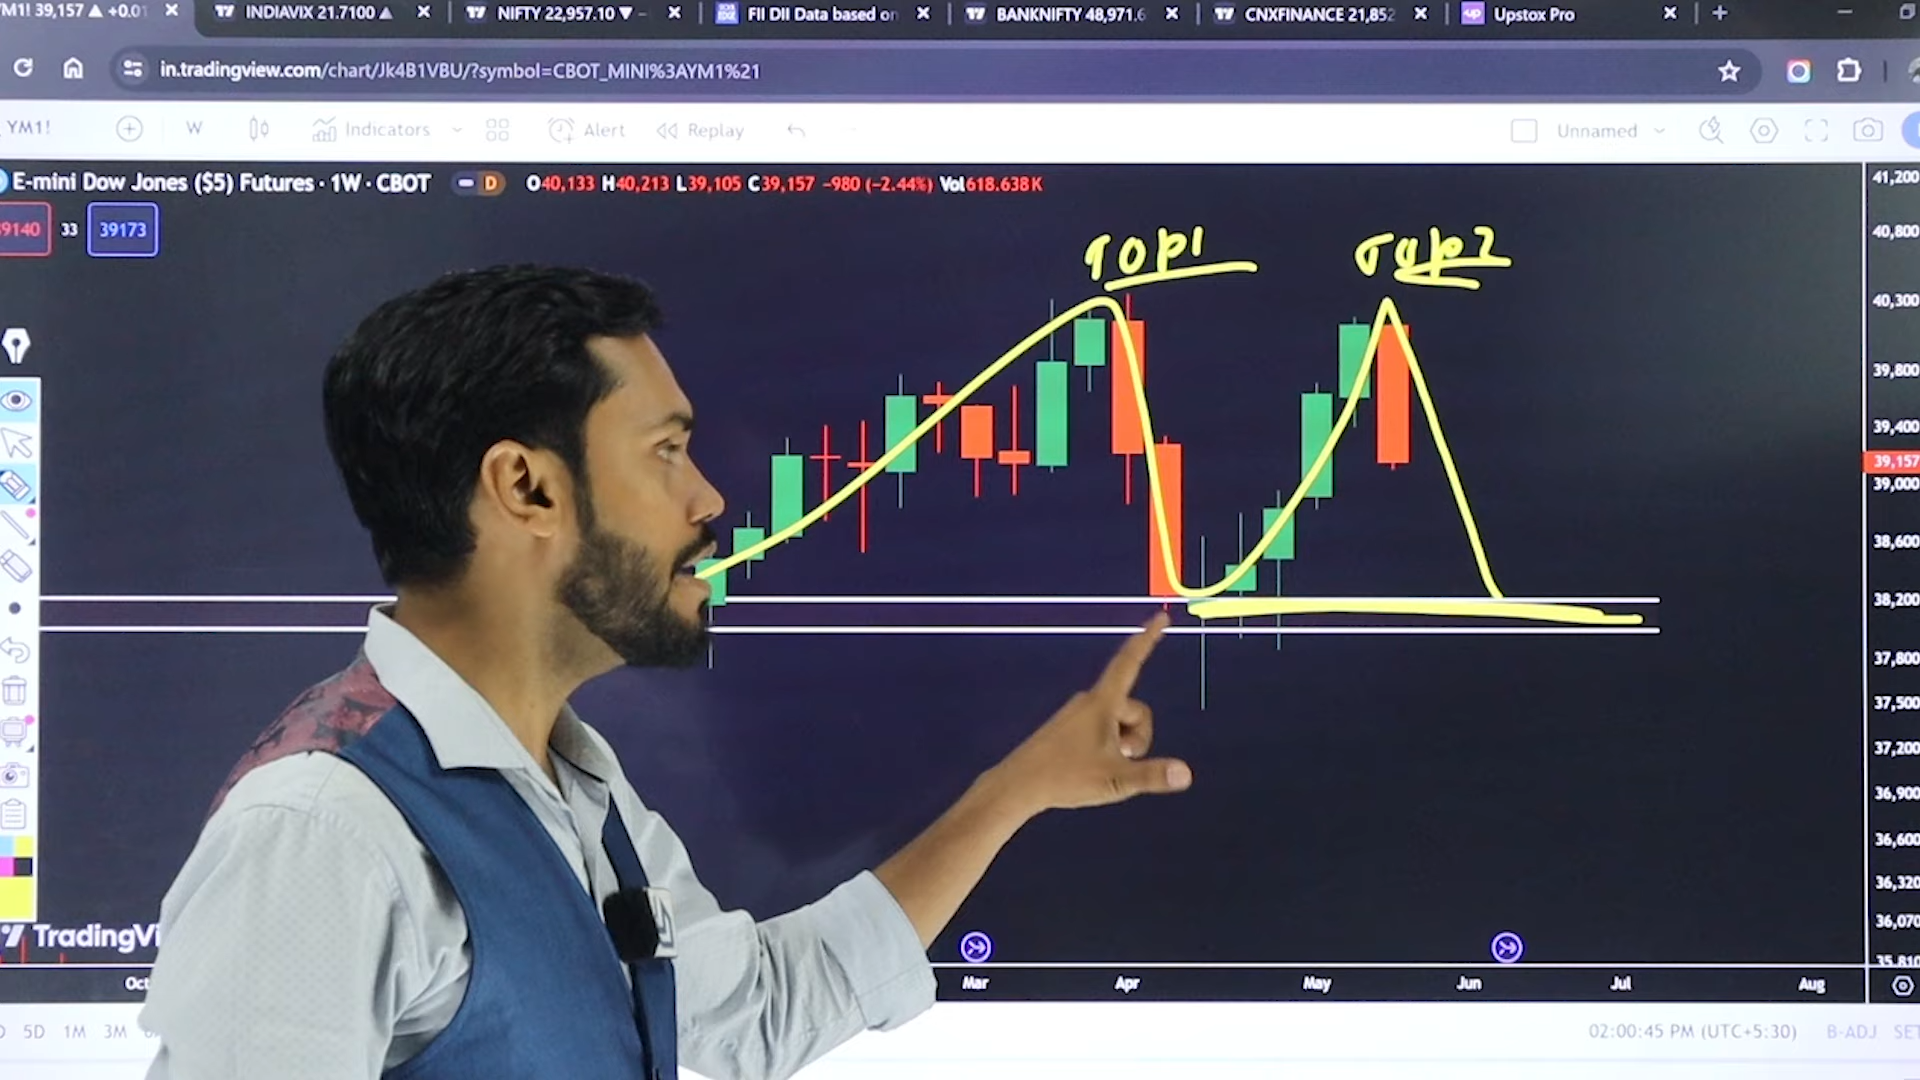 YM1! 39,157 ▲ +0.01
INDIAVIX 21.7100 ▲
NIFTY 22,957.10 ▼ −
FII DII Data based on
BANKNIFTY 48,971.6
CNXFINANCE 21,852
Upstox Pro
in.tradingview.com/chart/Jk4B1VBU/?symbol=CBOT_MINI%3AYM1%21
YM1!
W
Indicators
Alert
Replay
Unnamed
E-mini Dow Jones ($5) Futures · 1W · CBOT
D
O40,133 H40,213 L39,105 C39,157 −980 (−2.44%) Vol618.638K
9140
33
39173
Top1
Top2
41,200
40,800
40,300
39,800
39,400
39,157
39,000
38,600
38,200
37,800
37,500
37,200
36,900
36,600
36,320
36,070
35,810
TradingVi
Oct
Mar
Apr
May
Jun
Jul
Aug
5D
1M
3M
02:00:45 PM (UTC+5:30)
B-ADJ
SET